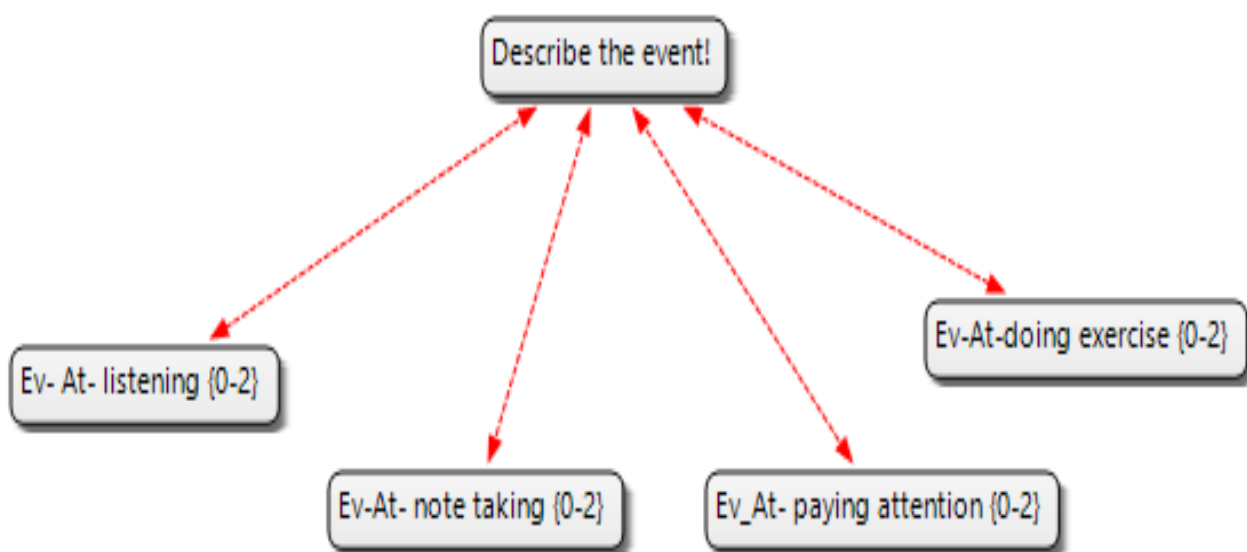 Describe the event!
Ev-At-doing exercise {0-2}
Ev- At- listening {0-2}
Ev-At- note taking {0-2}
Ev_At- paying attention {0-2}